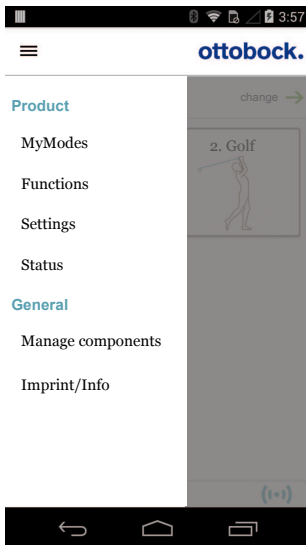 3:57
ottobock.
Product
change
MyModes
2. Golf
Functions
Settings
Status
General
Manage components
Imprint/Info